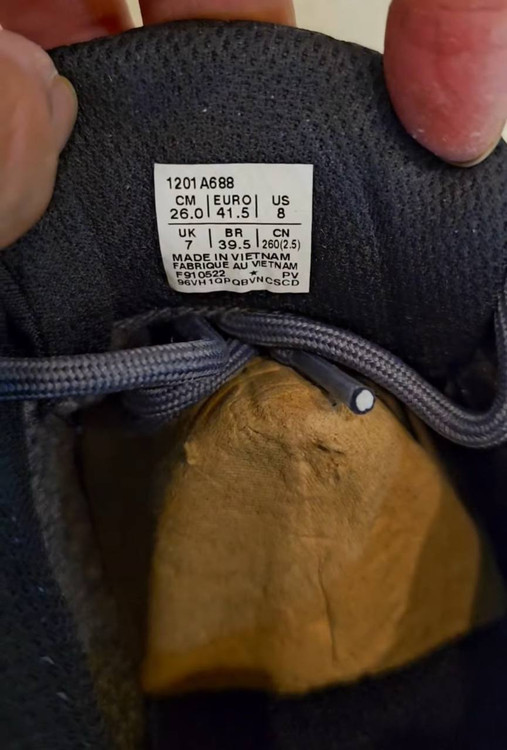 1201A688
CM EURO US
26.0 41.5 8
UK BR CN
7 39.5 260(2.5)
MADE IN VIETNAM
FABRIQUE AU VIETNAM
F910522 * PV
96VH1QPQBVNCSCD